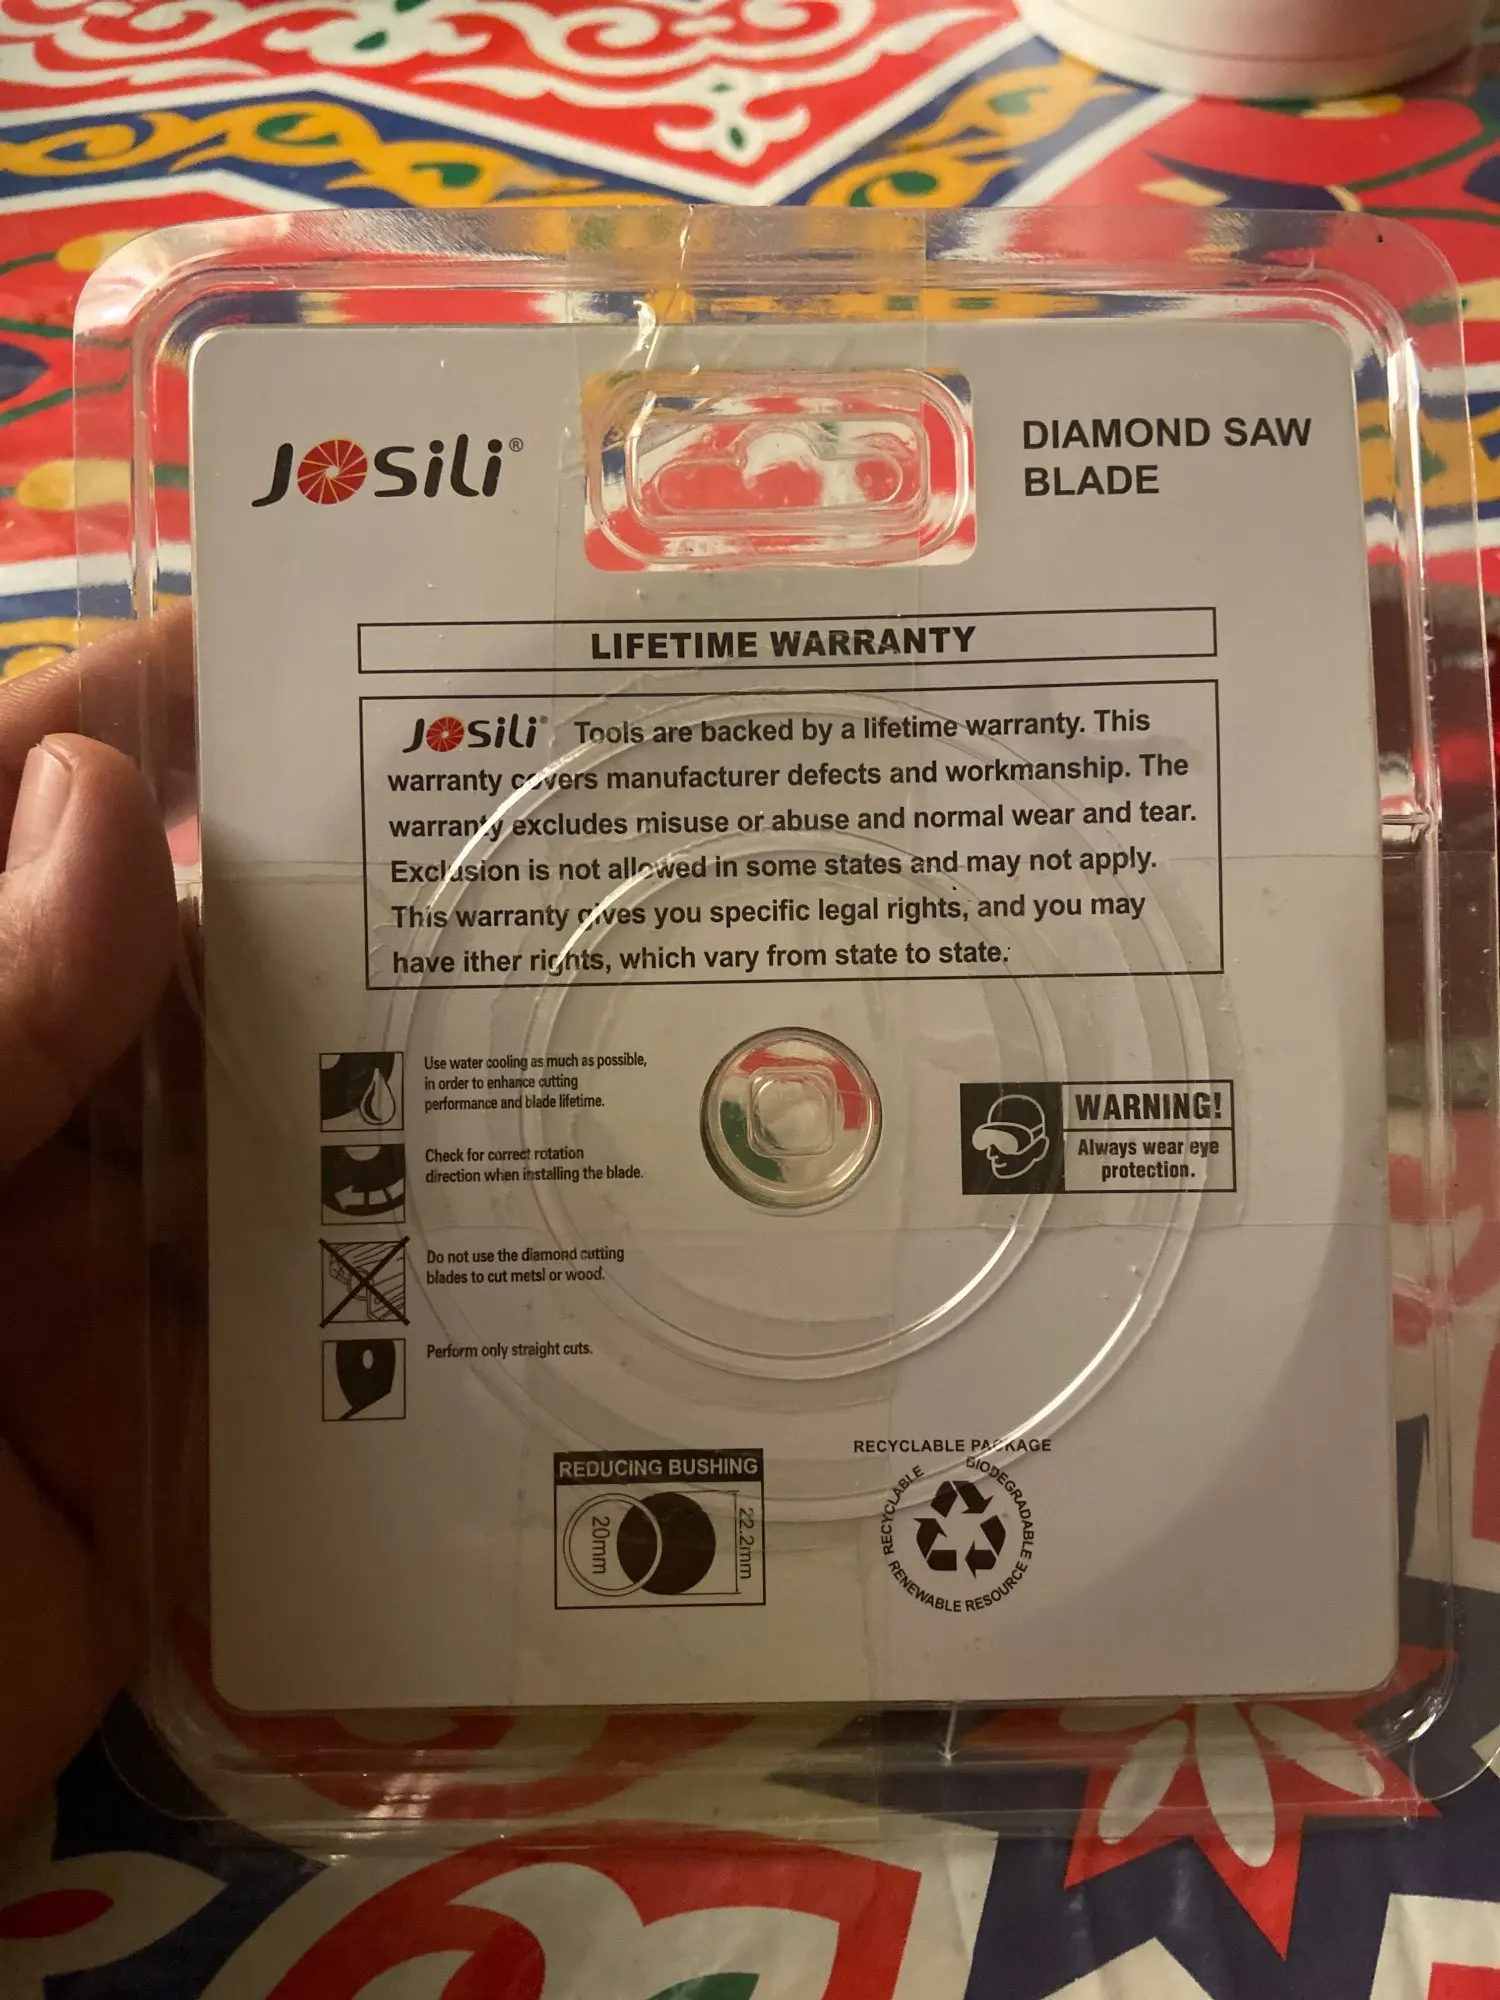 JOSiLi®
DIAMOND SAW
BLADE
LIFETIME WARRANTY
JOSiLi® Tools are backed by a lifetime warranty. This
warranty covers manufacturer defects and workmanship. The
warranty excludes misuse or abuse and normal wear and tear.
Exclusion is not allowed in some states and may not apply.
This warranty gives you specific legal rights, and you may
have ither rights, which vary from state to state.
Use water cooling as much as possible,
in order to enhance cutting
performance and blade lifetime.
Check for correct rotation
direction when installing the blade.
Do not use the diamond cutting
blades to cut metsl or wood.
Perform only straight cuts.
WARNING!
Always wear eye
protection.
REDUCING BUSHING
20mm
22.2mm
RECYCLABLE PACKAGE
RECYCLABLE
BIODEGRADABLE
RENEWABLE RESOURCE